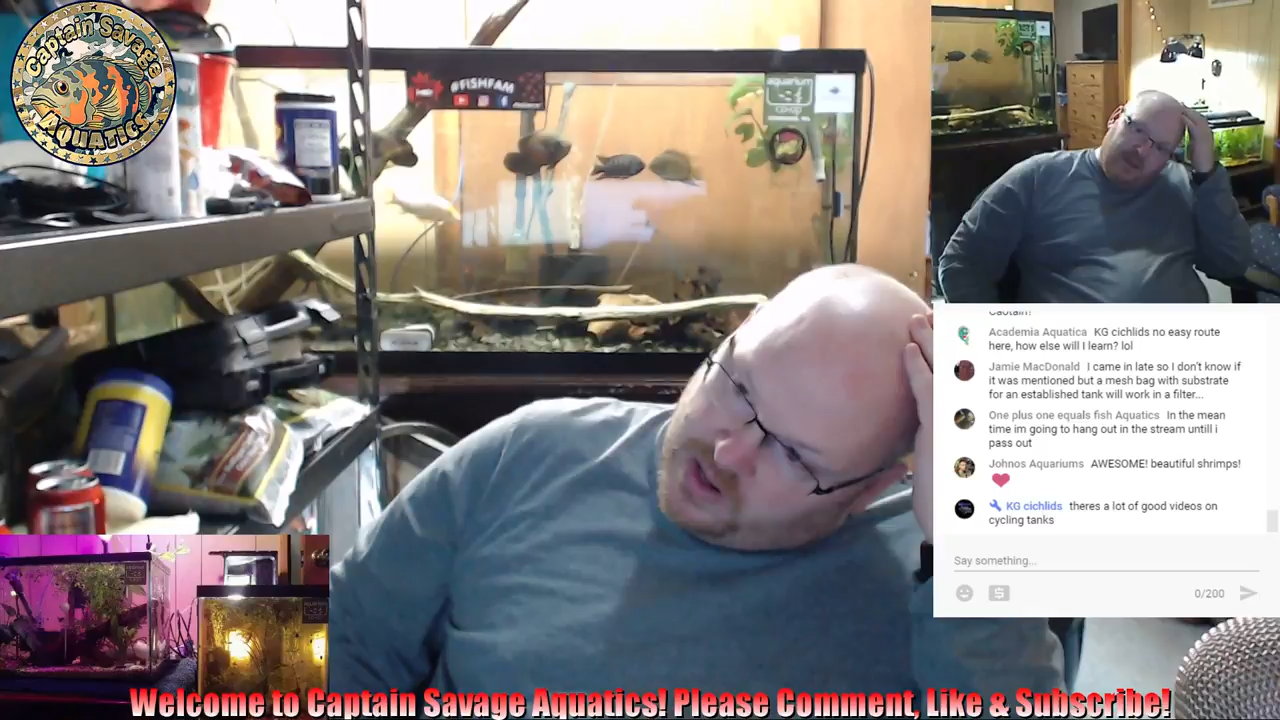 Captain Savage
AQUATICS
#FISHFAM
aquarium
CO-OP
Captain!
Academia Aquatica KG cichlids no easy route
here, how else will I learn? lol
Jamie MacDonald I came in late so I don't know if
it was mentioned but a mesh bag with substrate
for an established tank will work in a filter...
One plus one equals fish Aquatics In the mean
time im going to hang out in the stream untill i
pass out
Johnos Aquariums AWESOME! beautiful shrimps!
KG cichlids theres a lot of good videos on
cycling tanks
Say something...
0/200
Welcome to Captain Savage Aquatics! Please Comment, Like & Subscribe!